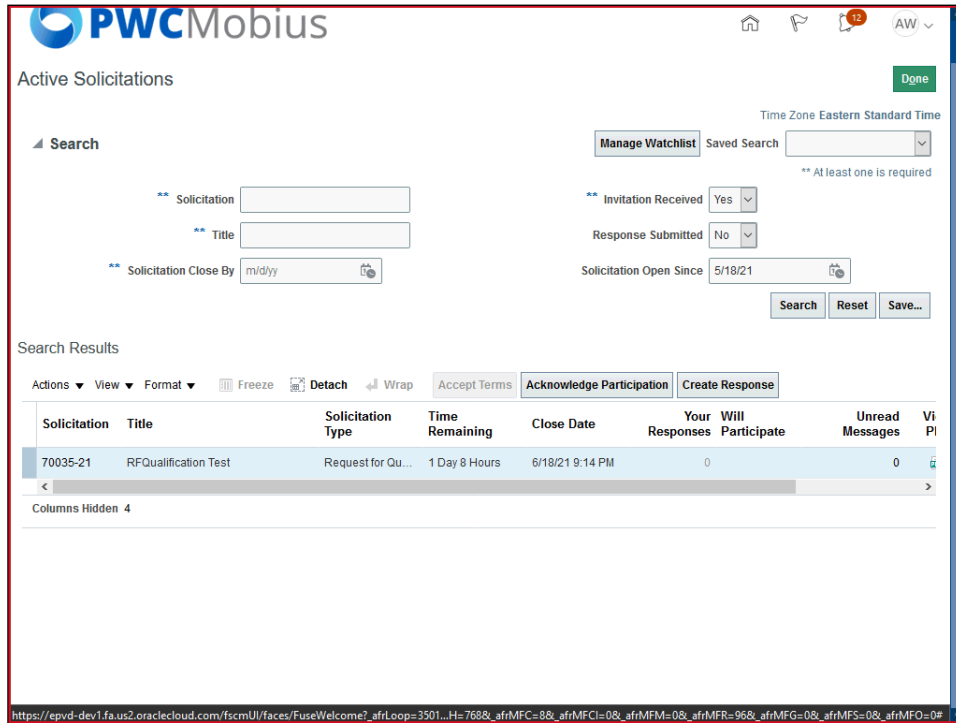 PWCMobius
12
AW
Active Solicitations
Done
Time Zone Eastern Standard Time
Search
Manage Watchlist Saved Search
** At least one is required
** Solicitation
** Invitation Received Yes
** Title
Response Submitted No
** Solicitation Close By m/d/yy
Solicitation Open Since 5/18/21
Search Reset Save...
Search Results
Actions View Format Freeze Detach Wrap Accept Terms Acknowledge Participation Create Response
Solicitation Title Solicitation Type Time Remaining Close Date Your Responses Will Participate Unread Messages Vi Pl
70035-21 RFQualification Test Request for Qu... 1 Day 8 Hours 6/18/21 9:14 PM 0 0
Columns Hidden 4
https://epvd-dev1.fa.us2.oraclecloud.com/fscmUI/faces/FuseWelcome?_afrLoop=3501...H=768&_afrMFC=8&_afrMFCI=0&_afrMFM=0&_afrMFR=96&_afrMFG=0&_afrMFS=0&_afrMFO=0#